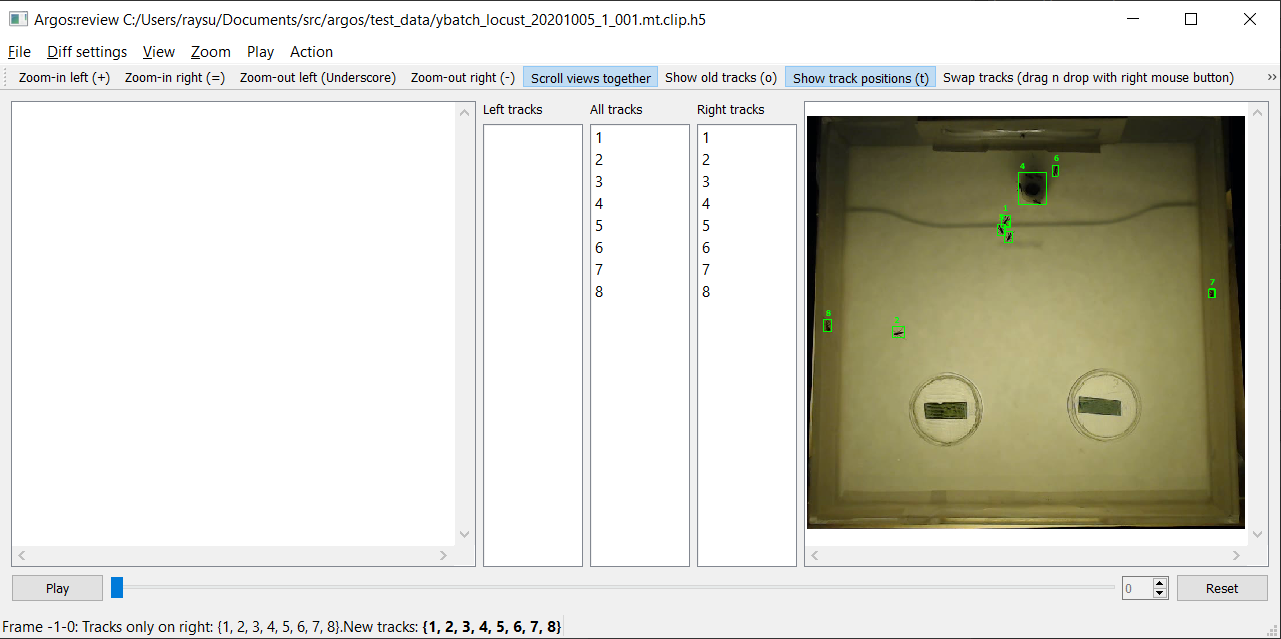 Argos:review C:/Users/raysu/Documents/src/argos/test_data/ybatch_locust_20201005_1_001.mt.clip.h5
File Diff settings View Zoom Play Action
Zoom-in left (+) Zoom-in right (=) Zoom-out left (Underscore) Zoom-out right (-) Scroll views together Show old tracks (o) Show track positions (t) Swap tracks (drag n drop with right mouse button) »
Left tracks All tracks Right tracks
1 1
2 2
3 3
4 4
5 5
6 6
7 7
8 8
6
4
1
7
8
Play 0 Reset
Frame -1-0: Tracks only on right: {1, 2, 3, 4, 5, 6, 7, 8}.New tracks: {1, 2, 3, 4, 5, 6, 7, 8}